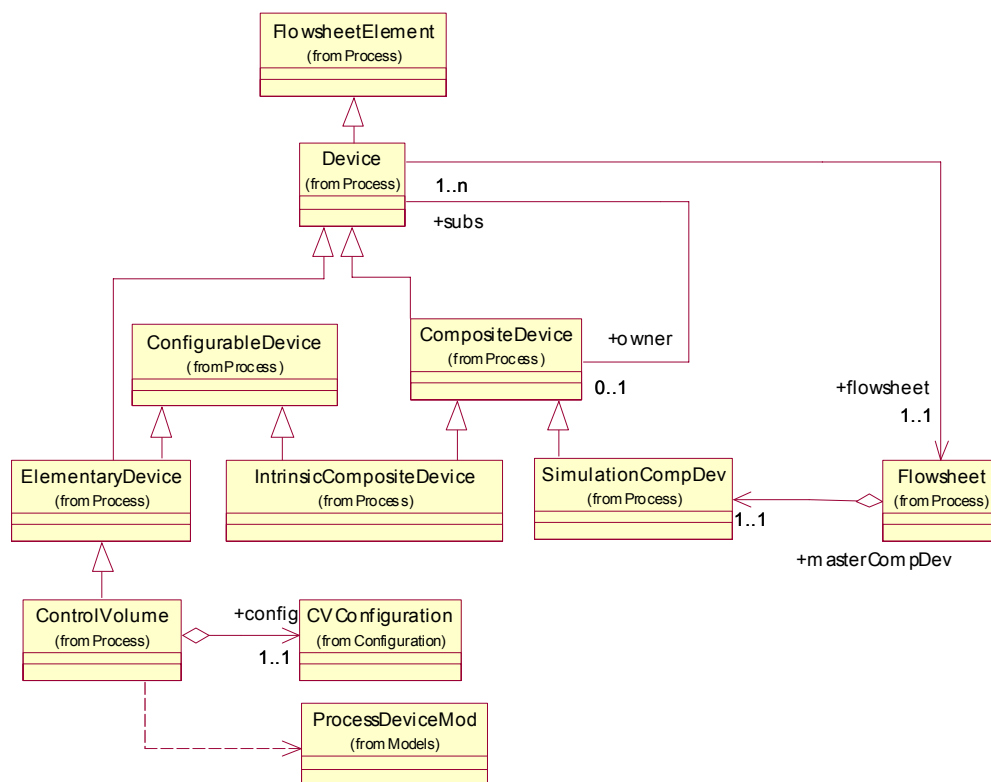 FlowsheetElement
(from Process)
Device
(from Process)
1..n
+subs
ConfigurableDevice
(from Process)
CompositeDevice
(from Process)
+owner
0..1
+flowsheet
1..1
ElementaryDevice
(from Process)
IntrinsicCompositeDevice
(from Process)
SimulationCompDev
(from Process)
Flowsheet
(from Process)
1..1
+masterCompDev
ControlVolume
(from Process)
+config
1..1
CVConfiguration
(from Configuration)
ProcessDeviceMod
(from Models)